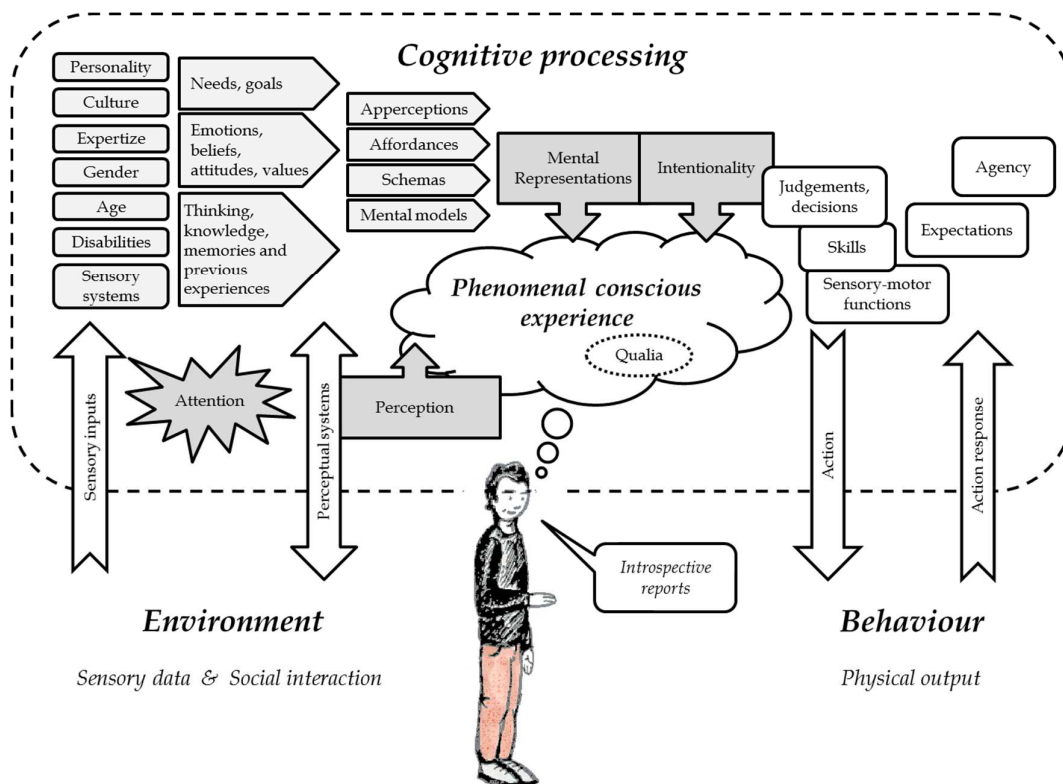 Cognitive processing
Personality
Culture
Expertize
Gender
Age
Disabilities
Sensory
systems
Needs, goals
Emotions,
beliefs,
attitudes, values
Thinking,
knowledge,
memories and
previous
experiences
Apperceptions
Affordances
Schemas
Mental models
Mental
Representations
Intentionality
Judgements,
decisions
Skills
Sensory-motor
functions
Agency
Expectations
Phenomenal conscious
experience
Qualia
Sensory inputs
Attention
Perceptual systems
Perception
Action
Action response
Introspective
reports
Environment
Sensory data & Social interaction
Behaviour
Physical output